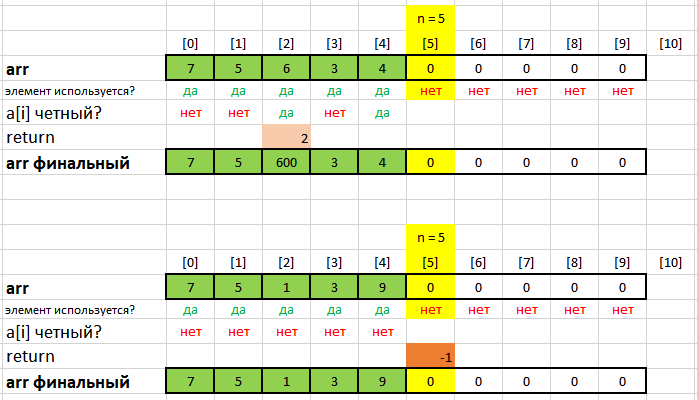 n = 5
[0] [1] [2] [3] [4] [5] [6] [7] [8] [9] [10]
arr 7 5 6 3 4 0 0 0 0 0
элемент используется? да да да да да нет нет нет нет нет
a[i] четный? нет нет да нет да
return 2
arr финальный 7 5 600 3 4 0 0 0 0 0
n = 5
[0] [1] [2] [3] [4] [5] [6] [7] [8] [9] [10]
arr 7 5 1 3 9 0 0 0 0 0
элемент используется? да да да да да нет нет нет нет нет
a[i] четный? нет нет нет нет нет
return -1
arr финальный 7 5 1 3 9 0 0 0 0 0